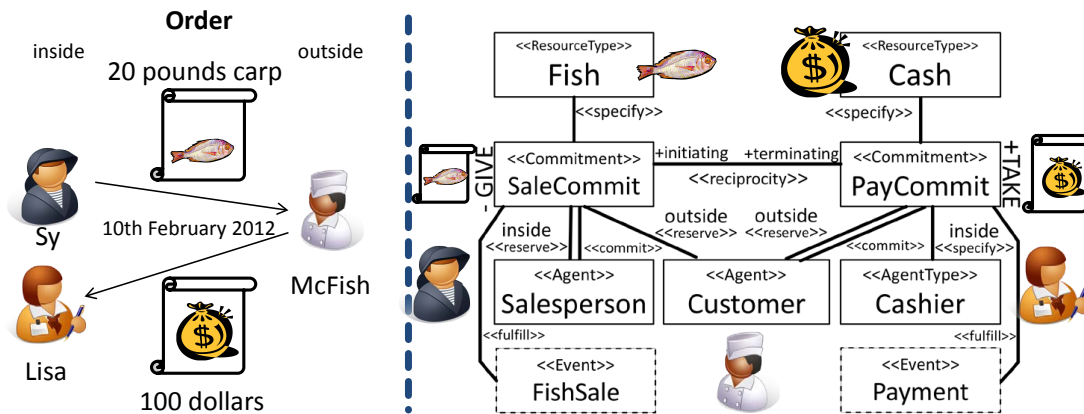 Order
inside
outside
20 pounds carp
Sy
10th February 2012
McFish
Lisa
100 dollars
<<ResourceType>>
Fish
<<ResourceType>>
Cash
$
<<specify>>
<<specify>>
- GIVE
<<Commitment>>
SaleCommit
+initiating
+terminating
<<reciprocity>>
<<Commitment>>
PayCommit
+TAKE
$
inside
<<reserve>>
<<commit>>
outside
<<reserve>>
outside
<<reserve>>
<<commit>>
inside
<<specify>>
<<Agent>>
Salesperson
<<Agent>>
Customer
<<AgentType>>
Cashier
$
<<fulfill>>
<<fulfill>>
<<Event>>
FishSale
<<Event>>
Payment